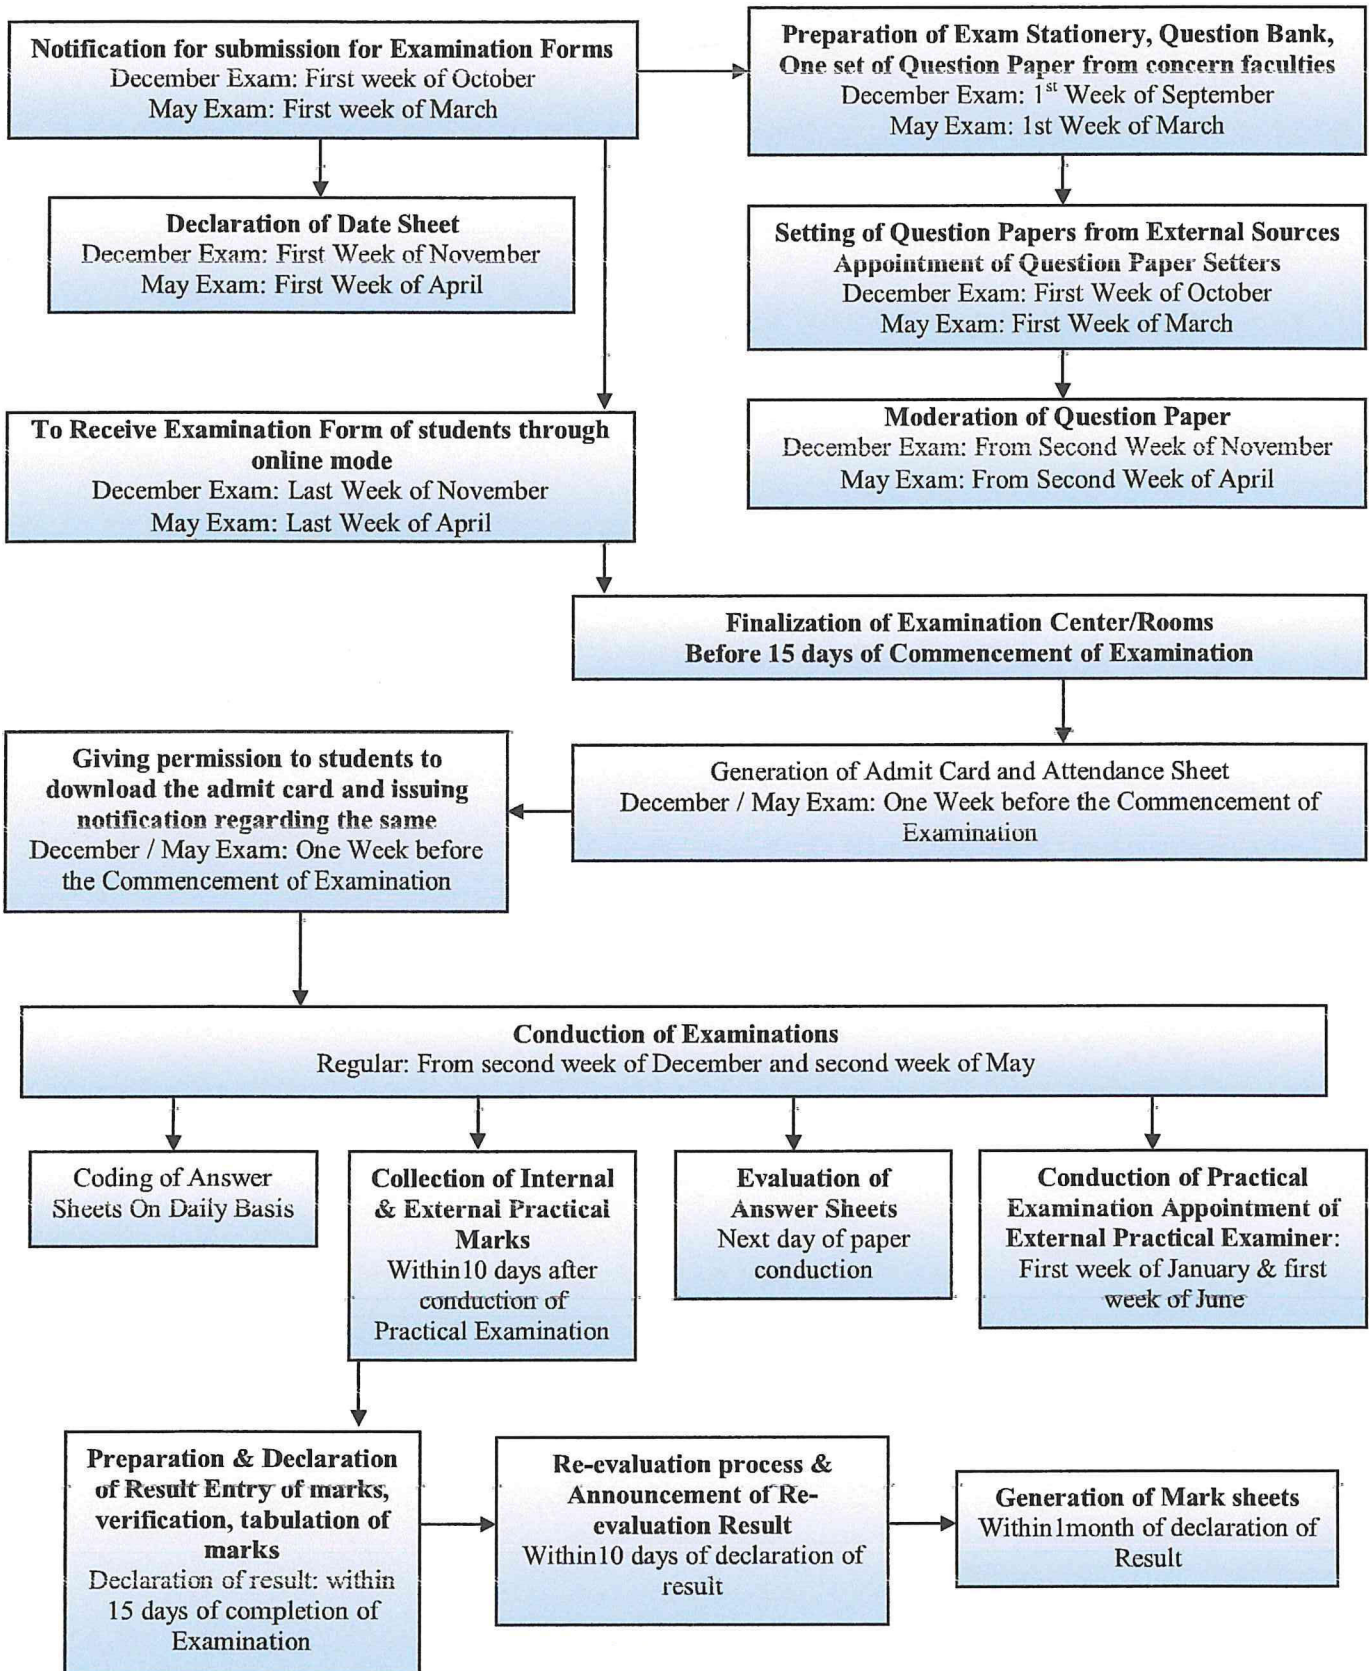 Notification for submission for Examination Forms
December Exam: First week of October
May Exam: First week of March
Preparation of Exam Stationery, Question Bank,
One set of Question Paper from concern faculties
December Exam: 1st Week of September
May Exam: 1st Week of March
Declaration of Date Sheet
December Exam: First Week of November
May Exam: First Week of April
Setting of Question Papers from External Sources
Appointment of Question Paper Setters
December Exam: First Week of October
May Exam: First Week of March
To Receive Examination Form of students through
online mode
December Exam: Last Week of November
May Exam: Last Week of April
Moderation of Question Paper
December Exam: From Second Week of November
May Exam: From Second Week of April
Finalization of Examination Center/Rooms
Before 15 days of Commencement of Examination
Generation of Admit Card and Attendance Sheet
December / May Exam: One Week before the Commencement of
Examination
Giving permission to students to
download the admit card and issuing
notification regarding the same
December / May Exam: One Week before
the Commencement of Examination
Conduction of Examinations
Regular: From second week of December and second week of May
Coding of Answer
Sheets On Daily Basis
Collection of Internal
& External Practical
Marks
Within10 days after
conduction of
Practical Examination
Evaluation of
Answer Sheets
Next day of paper
conduction
Conduction of Practical
Examination Appointment of
External Practical Examiner:
First week of January & first
week of June
Preparation & Declaration
of Result Entry of marks,
verification, tabulation of
marks
Declaration of result: within
15 days of completion of
Examination
Re-evaluation process &
Announcement of Re-
evaluation Result
Within10 days of declaration of
result
Generation of Mark sheets
Within1month of declaration of
Result